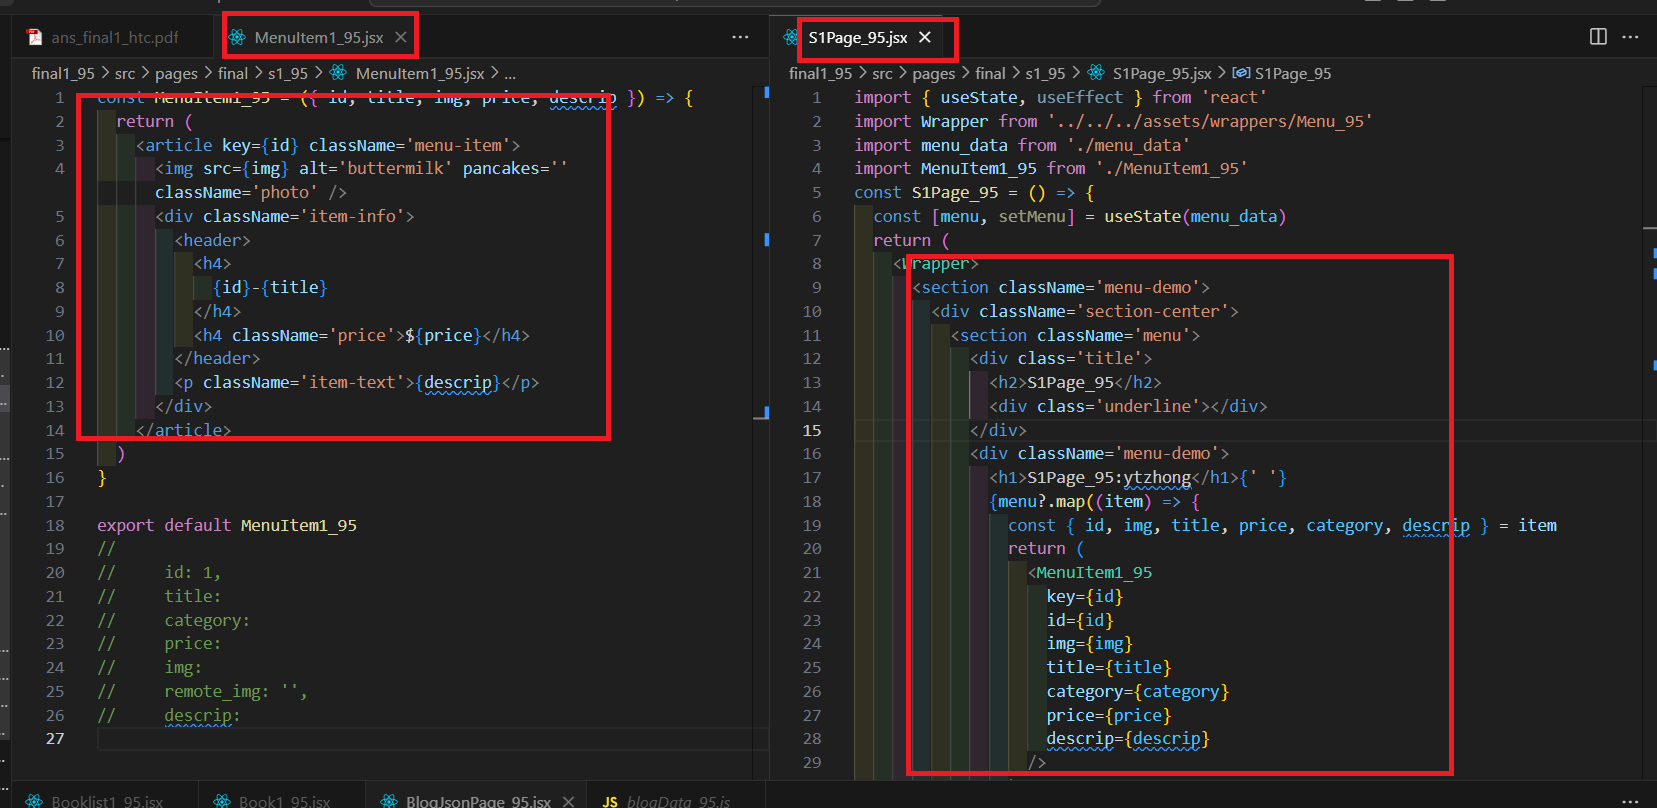 ans_final1_htc.pdf
MenuItem1_95.jsx
final1_95 > src > pages > final > s1_95 > MenuItem1_95.jsx > ...
1 const MenuItem1_95 = ({ id, title, img, price, descrip }) => {
2 return (
3 <article key={id} className='menu-item'>
4 <img src={img} alt='buttermilk' pancakes=''
className='photo' />
5 <div className='item-info'>
6 <header>
7 <h4>
8 {id}-{title}
9 </h4>
10 <h4 className='price'>${price}</h4>
11 </header>
12 <p className='item-text'>{descrip}</p>
13 </div>
14 </article>
15 )
16 }
17
18 export default MenuItem1_95
19 //
20 // id: 1,
21 // title:
22 // category:
23 // price:
24 // img:
25 // remote_img: '',
26 // descrip:
27
S1Page_95.jsx
final1_95 > src > pages > final > s1_95 > S1Page_95.jsx > S1Page_95
1 import { useState, useEffect } from 'react'
2 import Wrapper from '../../../assets/wrappers/Menu_95'
3 import menu_data from './menu_data'
4 import MenuItem1_95 from './MenuItem1_95'
5 const S1Page_95 = () => {
6 const [menu, setMenu] = useState(menu_data)
7 return (
8 <Wrapper>
9 <section className='menu-demo'>
10 <div className='section-center'>
11 <section className='menu'>
12 <div class='title'>
13 <h2>S1Page_95</h2>
14 <div class='underline'></div>
15 </div>
16 <div className='menu-demo'>
17 <h1>S1Page_95:ytzhong</h1>{' '}
18 {menu?.map((item) => {
19 const { id, img, title, price, category, descrip } = item
20 return (
21 <MenuItem1_95
22 key={id}
23 id={id}
24 img={img}
25 title={title}
26 category={category}
27 price={price}
28 descrip={descrip}
29 />
Booklist1_95.jsx
Book1_95.jsx
BlogJsonPage_95.jsx
JS blogData_95.js